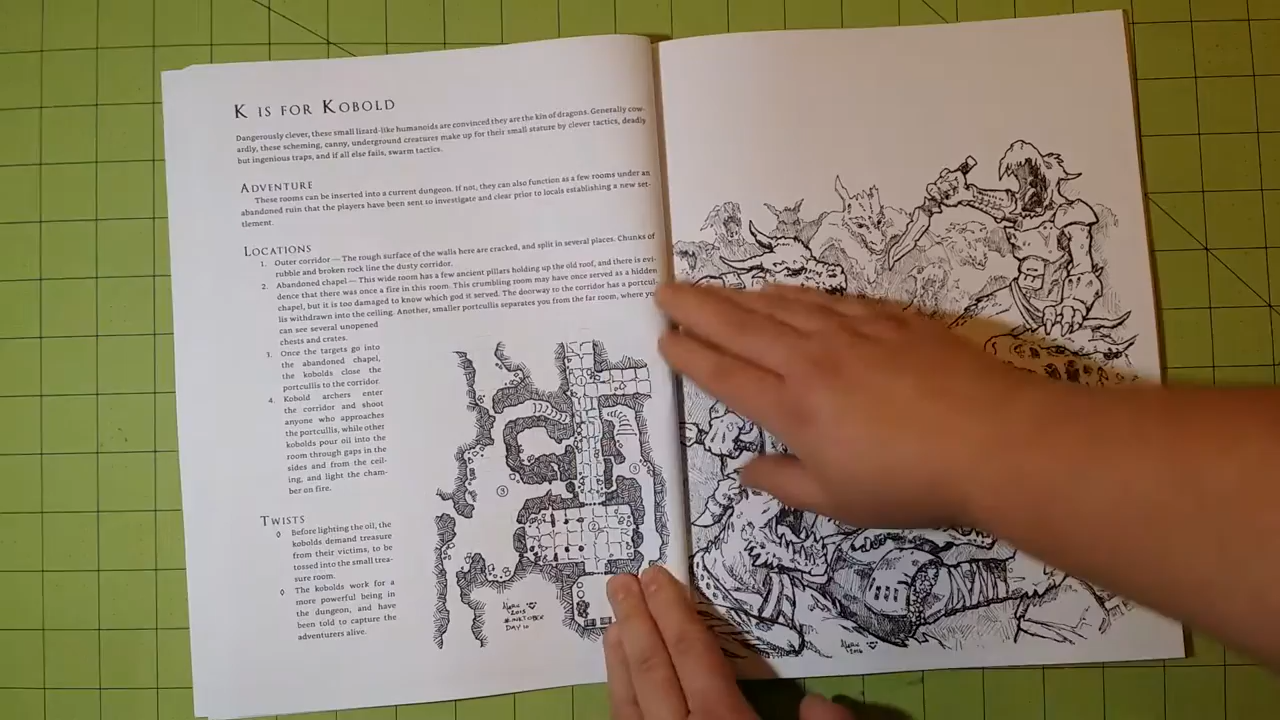 K is for Kobold
Dangerously clever, these small lizard-like humanoids are convinced they are the kin of dragons. Generally cow-
ardly, these scheming, canny, underground creatures make up for their small stature by clever tactics, deadly
but ingenious traps, and if all else fails, swarm tactics.
Adventure
These rooms can be inserted into a current dungeon. If not, they can also function as a few rooms under an
abandoned ruin that the players have been sent to investigate and clear prior to locals establishing a new set-
tlement.
Locations
1. Outer corridor — The rough surface of the walls here are cracked, and split in several places. Chunks of
rubble and broken rock line the dusty corridor.
2. Abandoned chapel — This wide room has a few ancient pillars holding up the old roof, and there is evi-
dence that there was once a fire in this room. This crumbling room may have once served as a hidden
chapel, but it is too damaged to know which god it served. The doorway to the corridor has a portcul-
lis withdrawn into the ceiling. Another, smaller portcullis separates you from the far room, where you
can see several unopened
chests and crates.
3. Once the targets go into
the abandoned chapel,
the kobolds close the
portcullis to the corridor.
4. Kobold archers enter
the corridor and shoot
anyone who approaches
the portcullis, while other
kobolds pour oil into the
room through gaps in the
sides and from the ceil-
ing, and light the cham-
ber on fire.
Twists
◊ Before lighting the oil, the
kobolds demand treasure
from their victims, to be
tossed into the small trea-
sure room.
◊ The kobolds work for a
more powerful being in
the dungeon, and have
been told to capture the
adventurers alive.
1
3
3
2
2015
#INKTOBER
DAY 10
2016